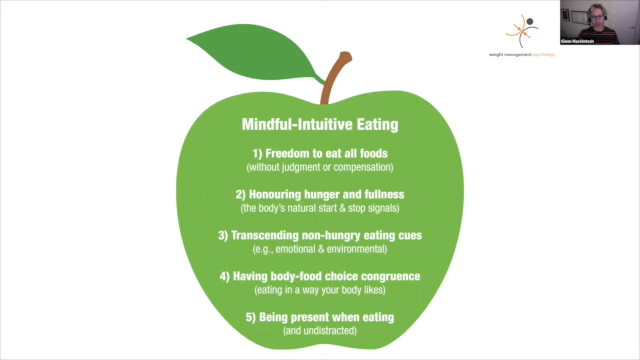 weight management psychology
Glenn Mackintosh
Mindful-Intuitive Eating
1) Freedom to eat all foods
(without judgment or compensation)
2) Honouring hunger and fullness
(the body's natural start & stop signals)
3) Transcending non-hungry eating cues
(e.g., emotional & environmental)
4) Having body-food choice congruence
(eating in a way your body likes)
5) Being present when eating
(and undistracted)